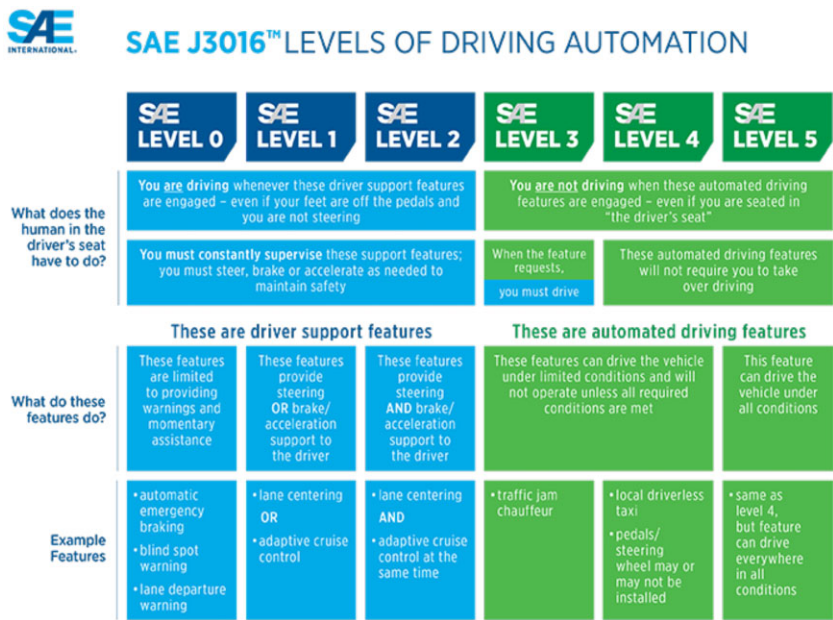 SAE
INTERNATIONAL®
SAE J3016™ LEVELS OF DRIVING AUTOMATION
SAE
LEVEL 0
SAE
LEVEL 1
SAE
LEVEL 2
SAE
LEVEL 3
SAE
LEVEL 4
SAE
LEVEL 5
What does the
human in the
driver's seat
have to do?
You are driving whenever these driver support features
are engaged – even if your feet are off the pedals and
you are not steering
You are not driving when these automated driving
features are engaged – even if you are seated in
"the driver's seat"
You must constantly supervise these support features;
you must steer, brake or accelerate as needed to
maintain safety
When the feature
requests,
you must drive
These automated driving features
will not require you to take
over driving
These are driver support features
These are automated driving features
What do these
features do?
These features
are limited
to providing
warnings and
momentary
assistance
These features
provide
steering
OR brake/
acceleration
support to
the driver
These features
provide
steering
AND brake/
acceleration
support to
the driver
These features can drive the vehicle
under limited conditions and will
not operate unless all required
conditions are met
This feature
can drive the
vehicle under
all conditions
Example
Features
• automatic
emergency
braking
• blind spot
warning
• lane departure
warning
• lane centering
OR
• adaptive cruise
control
• lane centering
AND
• adaptive cruise
control at the
same time
• traffic jam
chauffeur
• local driverless
taxi
• pedals/
steering
wheel may or
may not be
installed
• same as
level 4,
but feature
can drive
everywhere
in all
conditions